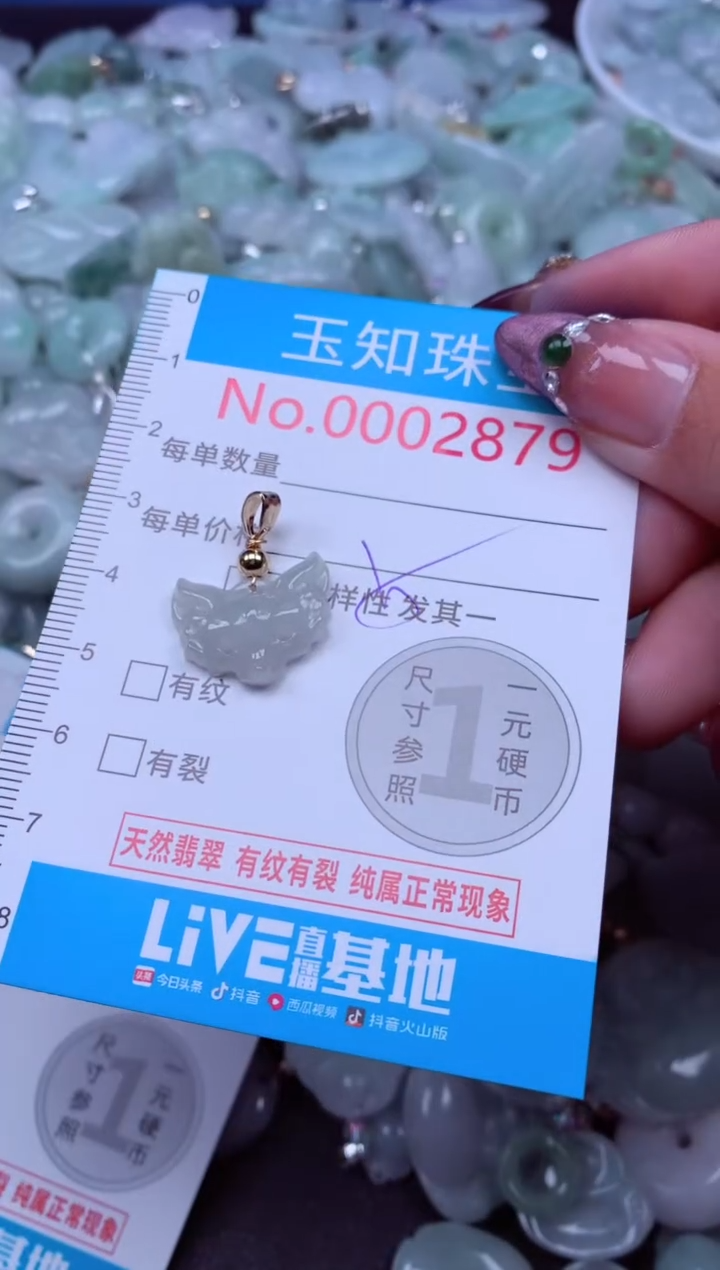 0
玉知珠
1
No.0002879
2
每单数量
3
每单价
4
样性 发其一
5
有纹
6
有裂
尺寸参照
1
一元硬币
7
天然翡翠 有纹有裂 纯属正常现象
8
LiVE直播基地
头条 今日头条 抖音 西瓜视频 抖音火山版
尺寸参照
1
一元硬币
纯属正常现象
基地